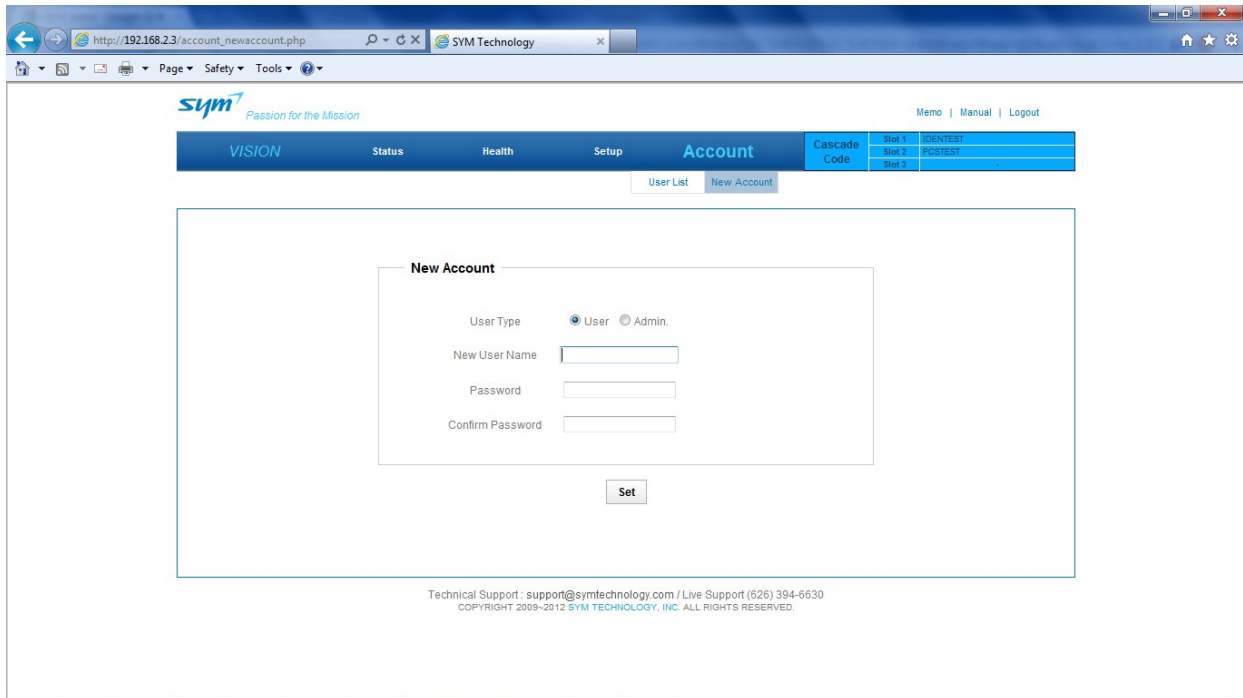 http://192.168.2.3/account_newaccount.php
SYM Technology
Page Safety Tools
sym Passion for the Mission
Memo | Manual | Logout
VISION Status Health Setup Account
Cascade Code
Slot 1 IDENTEST
Slot 2 PCSTEST
Slot 3 -
User List New Account
New Account
User Type User Admin.
New User Name
Password
Confirm Password
Set
Technical Support : support@symtechnology.com / Live Support (626) 394-6630
COPYRIGHT 2009~2012 SYM TECHNOLOGY, INC. ALL RIGHTS RESERVED.